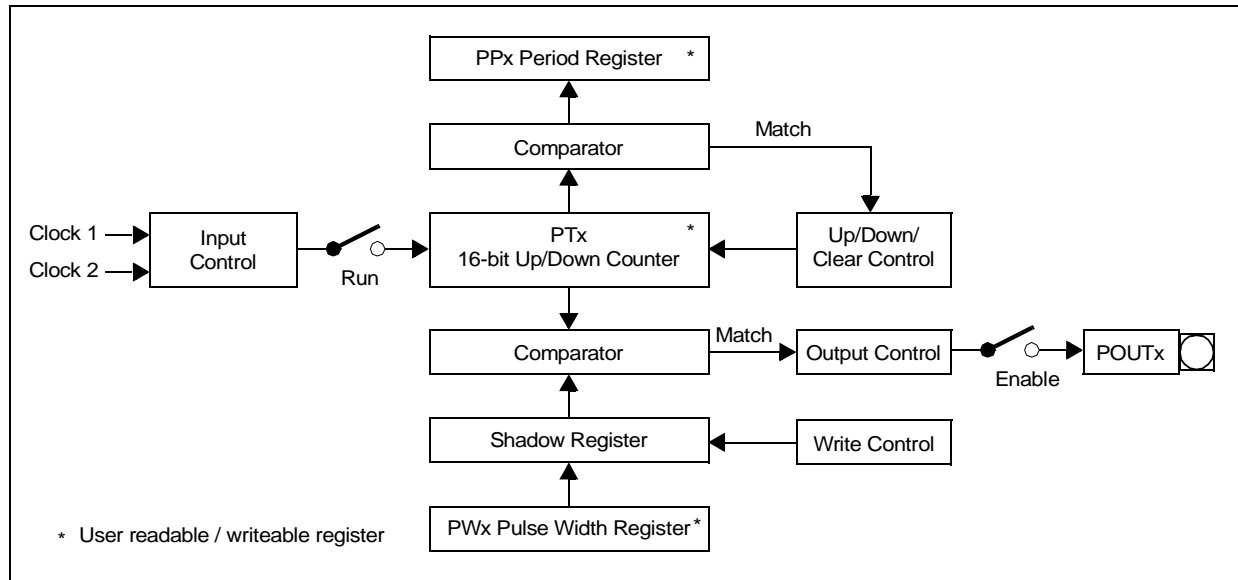 PPx Period Register *
Comparator
Match
Clock 1
Clock 2
Input
Control
Run
PTx *
16-bit Up/Down Counter
Up/Down/
Clear Control
Comparator
Match
Output Control
Enable
POUTx
Shadow Register
Write Control
PWx Pulse Width Register *
* User readable / writeable register